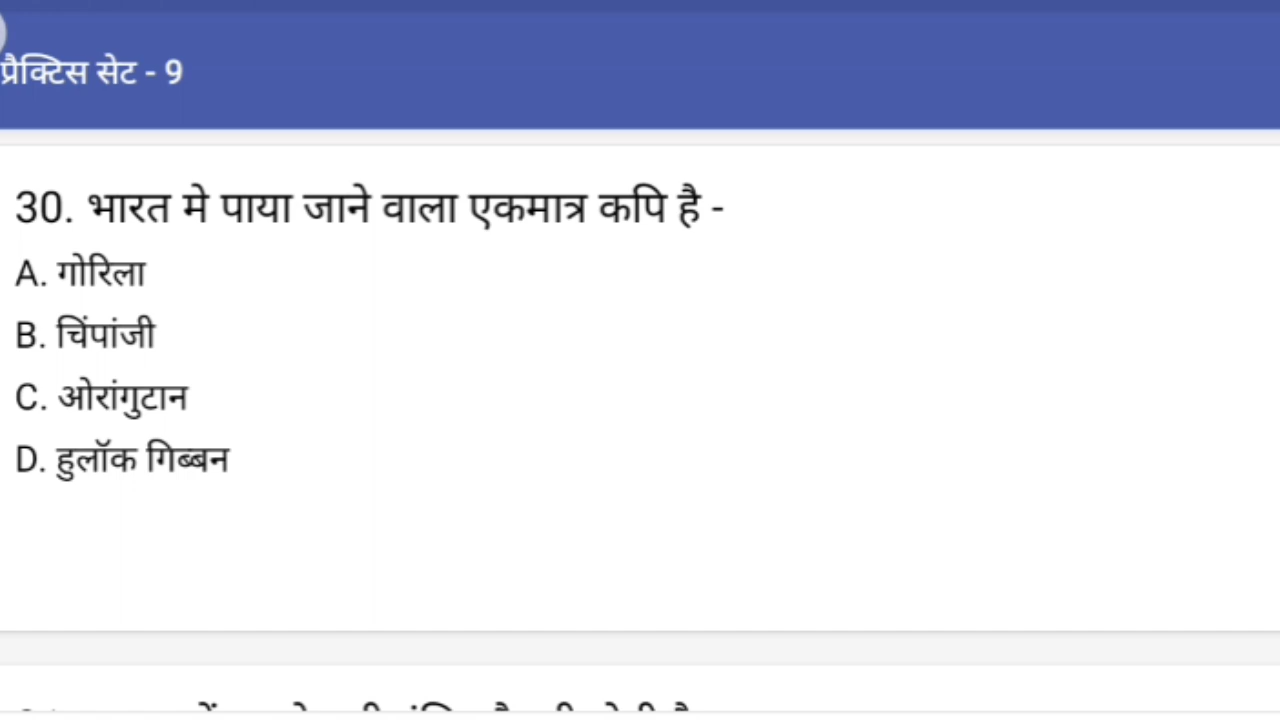 प्रैक्टिस सेट - 9
30. भारत मे पाया जाने वाला एकमात्र कपि है -
A. गोरिला
B. चिंपांजी
C. ओरांगुटान
D. हुलॉक गिब्बन